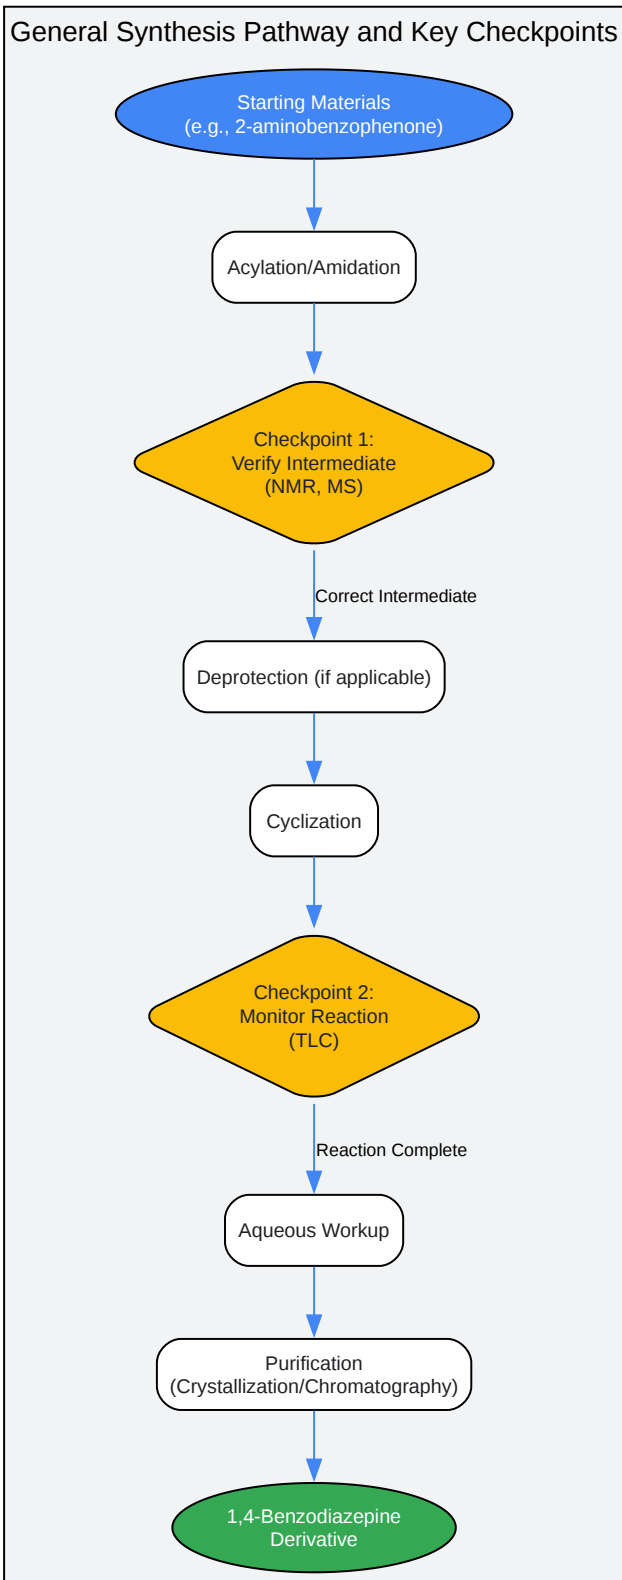 General Synthesis Pathway and Key Checkpoints
Starting Materials
(e.g., 2-aminobenzophenone)
Acylation/Amidation
Checkpoint 1:
Verify Intermediate
(NMR, MS)
Correct Intermediate
Deprotection (if applicable)
Cyclization
Checkpoint 2:
Monitor Reaction
(TLC)
Reaction Complete
Aqueous Workup
Purification
(Crystallization/Chromatography)
1,4-Benzodiazepine
Derivative